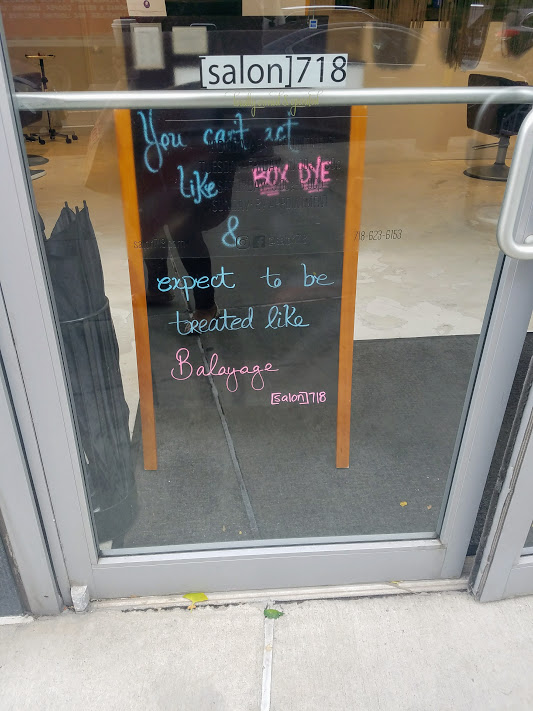 [salon]718
You can't act
like BOX DYE
&
expect to be
treated like
Balayage
[salon]718
718-623-6153